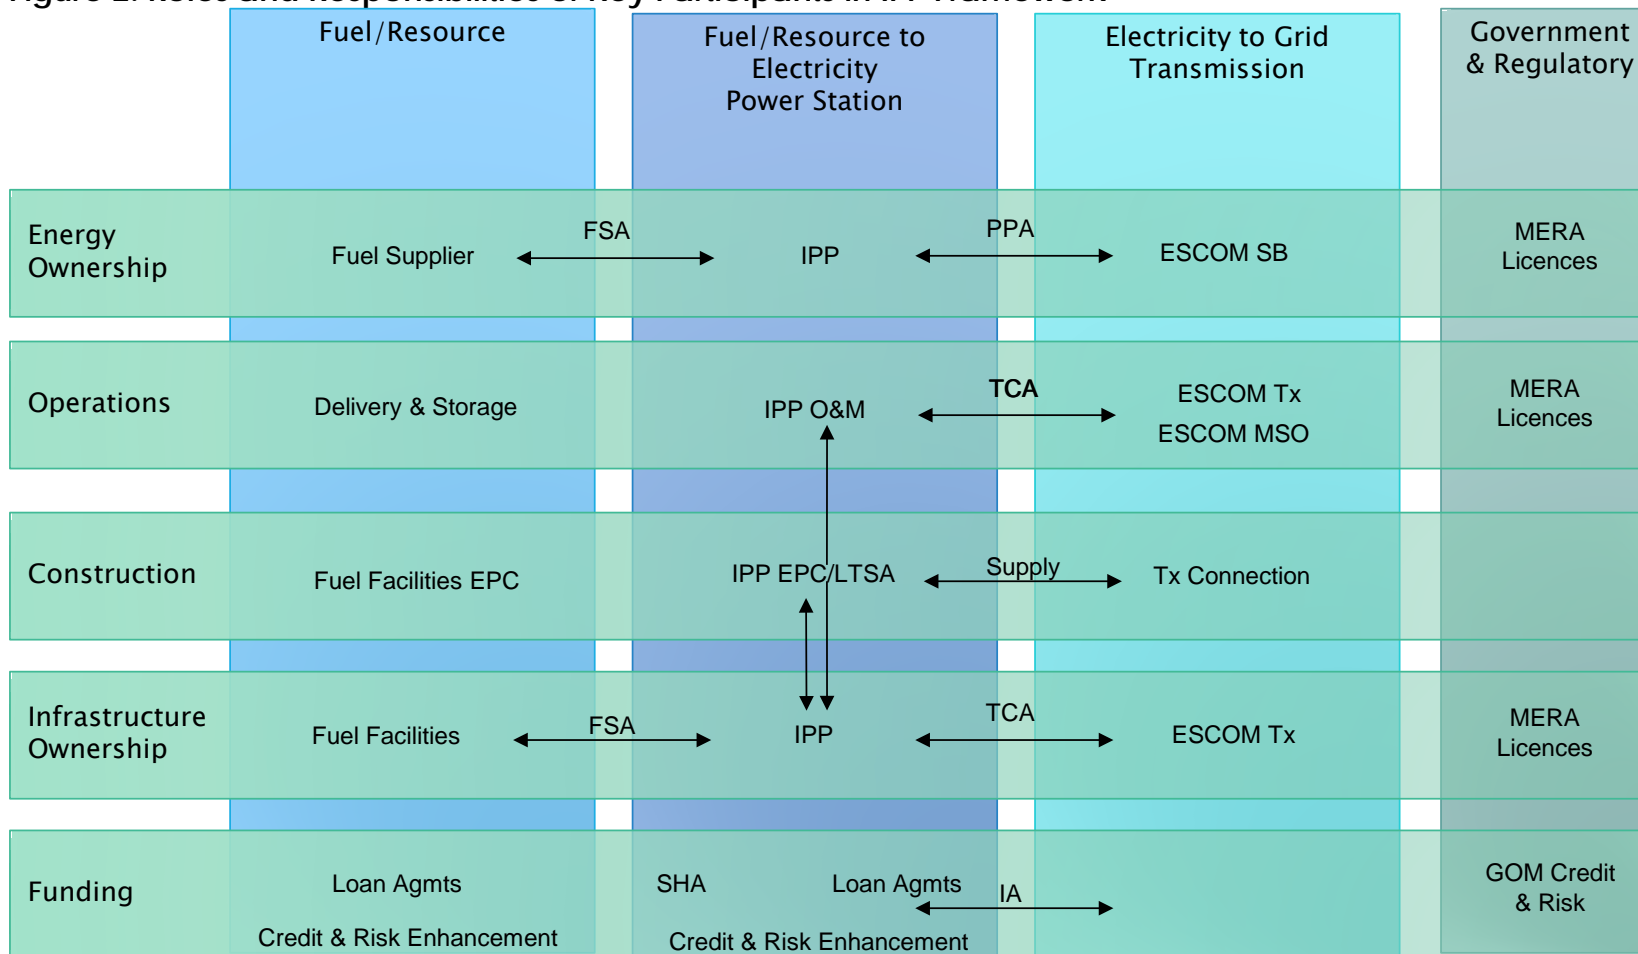 Fuel/Resource
Fuel/Resource to
Electricity
Power Station
Electricity to Grid
Transmission
Government
& Regulatory
Energy
Ownership
Fuel Supplier
FSA
IPP
PPA
ESCOM SB
MERA
Licences
Operations
Delivery & Storage
IPP O&M
TCA
ESCOM Tx
ESCOM MSO
MERA
Licences
Construction
Fuel Facilities EPC
IPP EPC/LTSA
Supply
Tx Connection
Infrastructure
Ownership
Fuel Facilities
FSA
IPP
TCA
ESCOM Tx
MERA
Licences
Funding
Loan Agmts
Credit & Risk Enhancement
SHA
Loan Agmts
Credit & Risk Enhancement
IA
GOM Credit
& Risk